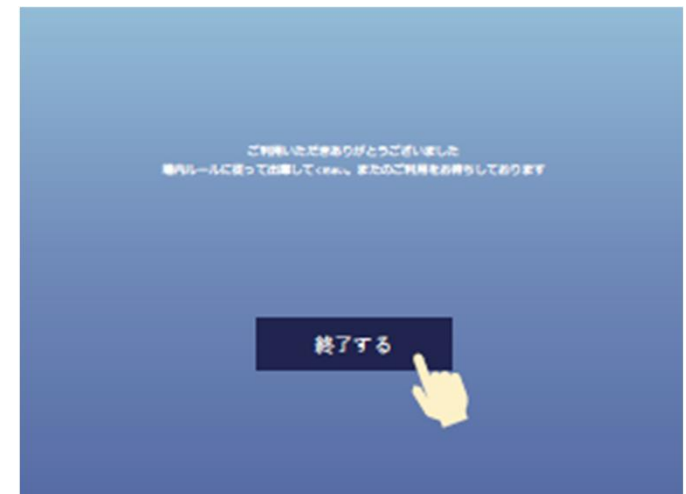 ご利用いただきありがとうございました
場内ルールに従って出庫してください。またのご利用をお待ちしております
終了する